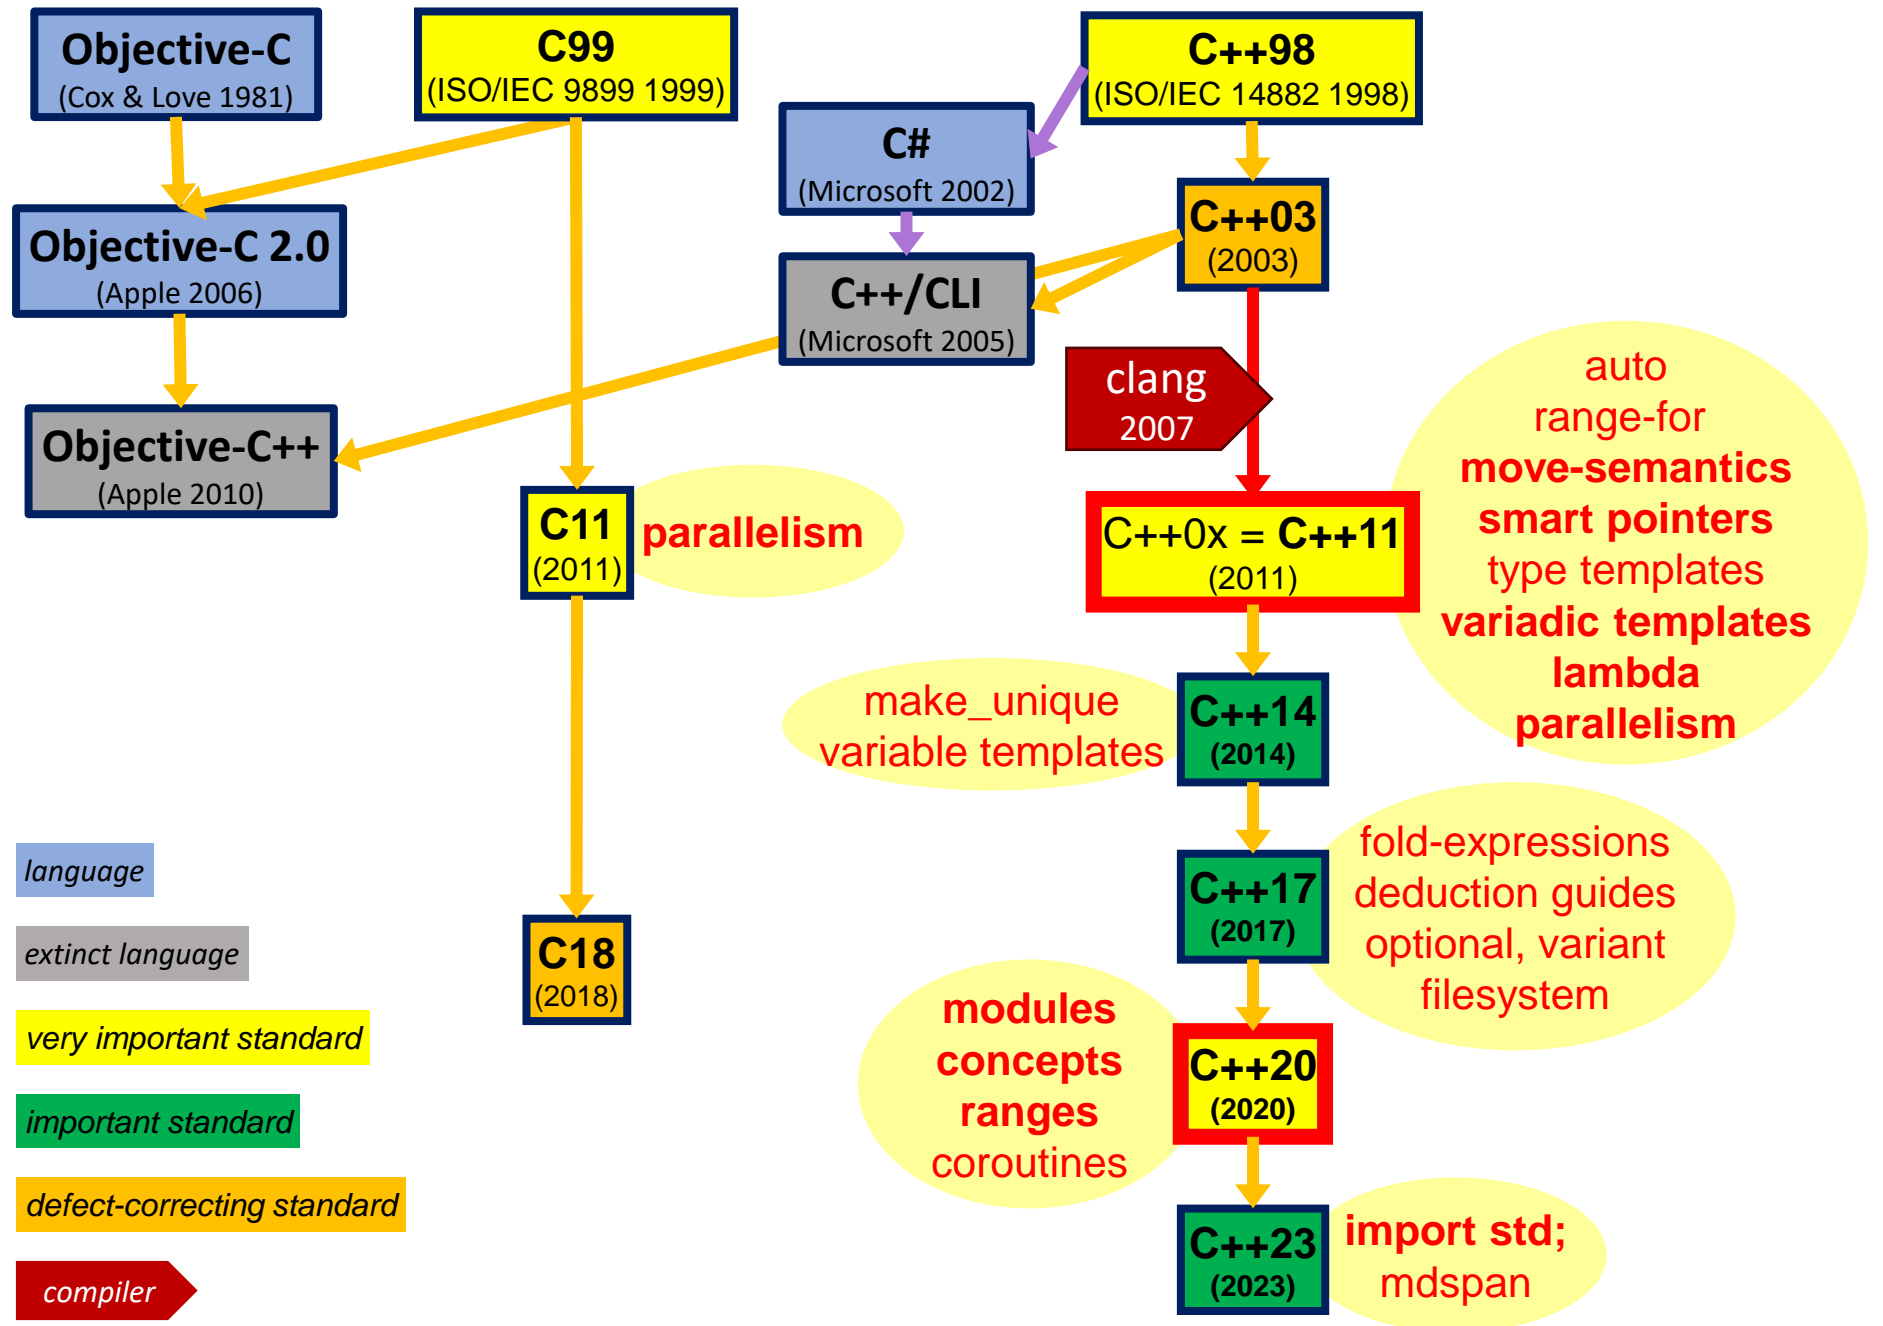 Objective-C
(Cox & Love 1981)
C99
(ISO/IEC 9899 1999)
C++98
(ISO/IEC 14882 1998)
C#
(Microsoft 2002)
C++03
(2003)
Objective-C 2.0
(Apple 2006)
C++/CLI
(Microsoft 2005)
clang
2007
auto
range-for
move-semantics
smart pointers
type templates
variadic templates
lambda
parallelism
Objective-C++
(Apple 2010)
C11
(2011)
parallelism
C++0x = C++11
(2011)
make_unique
variable templates
C++14
(2014)
C++17
(2017)
fold-expressions
deduction guides
optional, variant
filesystem
C18
(2018)
modules
concepts
ranges
coroutines
C++20
(2020)
C++23
(2023)
import std;
mdspan
language
extinct language
very important standard
important standard
defect-correcting standard
compiler